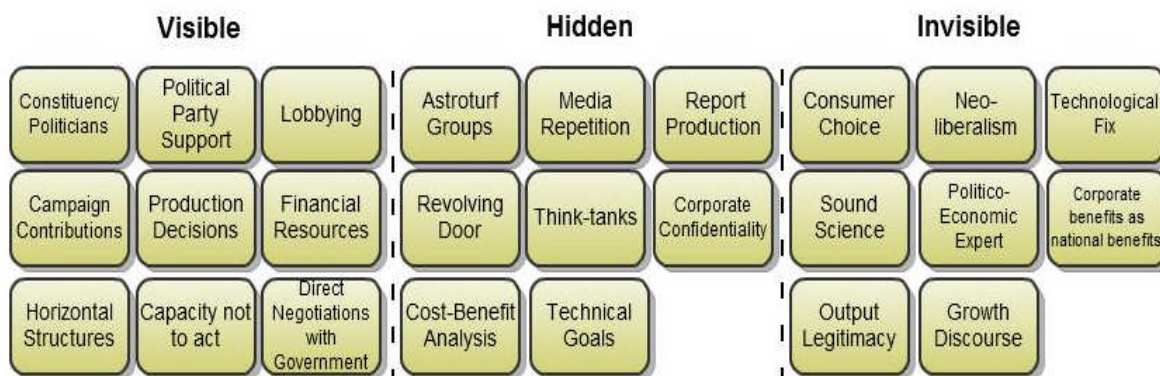 Visible
Hidden
Invisible
Constituency
Politicians
Political
Party
Support
Lobbying
Astroturf
Groups
Media
Repetition
Report
Production
Consumer
Choice
Neo-
liberalism
Technological
Fix
Campaign
Contributions
Production
Decisions
Financial
Resources
Revolving
Door
Think-tanks
Corporate
Confidentiality
Sound
Science
Politico-
Economic
Expert
Corporate
benefits as
national benefits
Horizontal
Structures
Capacity not
to act
Direct
Negotiations
with
Government
Cost-Benefit
Analysis
Technical
Goals
Output
Legitimacy
Growth
Discourse